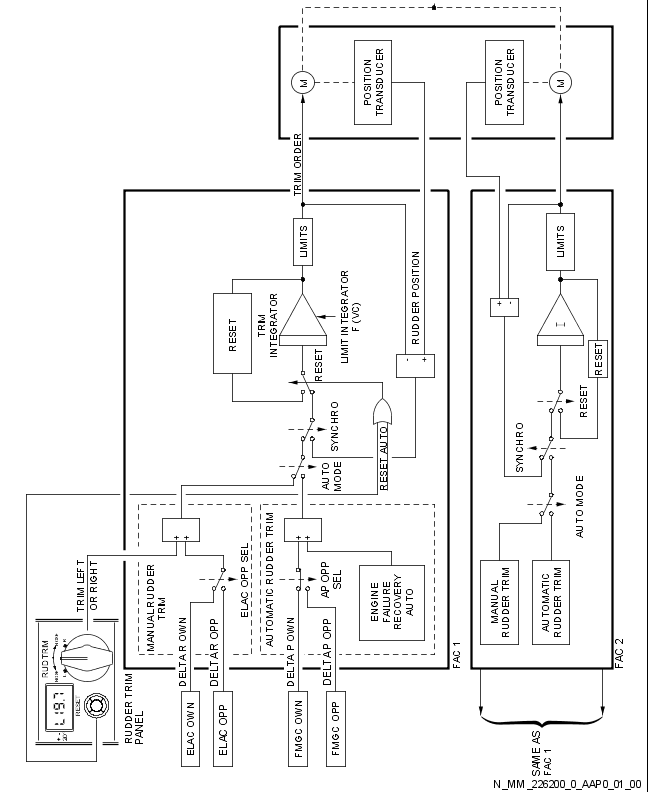 M
POSITION
TRANSDUCER
POSITION
TRANSDUCER
M
TRIM ORDER
LIMITS
RESET
TRIM
INTEGRATOR
LIMIT INTEGRATOR
F (VC)
RUDDER POSITION
-
+
RESET
SYNCHRO
AUTO
MODE
RESET AUTO
TRIM LEFT
OR RIGHT
MANUAL RUDDER
TRIM
+ +
ELAC OPP SEL
AUTOMATIC RUDDER TRIM
+ +
AP OPP
SEL
ENGINE
FAILURE
RECOVERY
AUTO
FAC 1
DELTA R OWN
DELTA R OPP
DELTA P OWN
DELTA P OPP
ELAC OWN
ELAC OPP
FMGC OWN
FMGC OPP
RUD TRIM
NOSE
L
R
NOSE
L19.7
RESET
RUDDER TRIM
PANEL
LIMITS
+
-
I
RESET
RESET
SYNCHRO
AUTO MODE
MANUAL
RUDDER TRIM
AUTOMATIC
RUDDER TRIM
FAC 2
SAME AS
FAC 1
N_MM_226200_0_AAP0_01_00